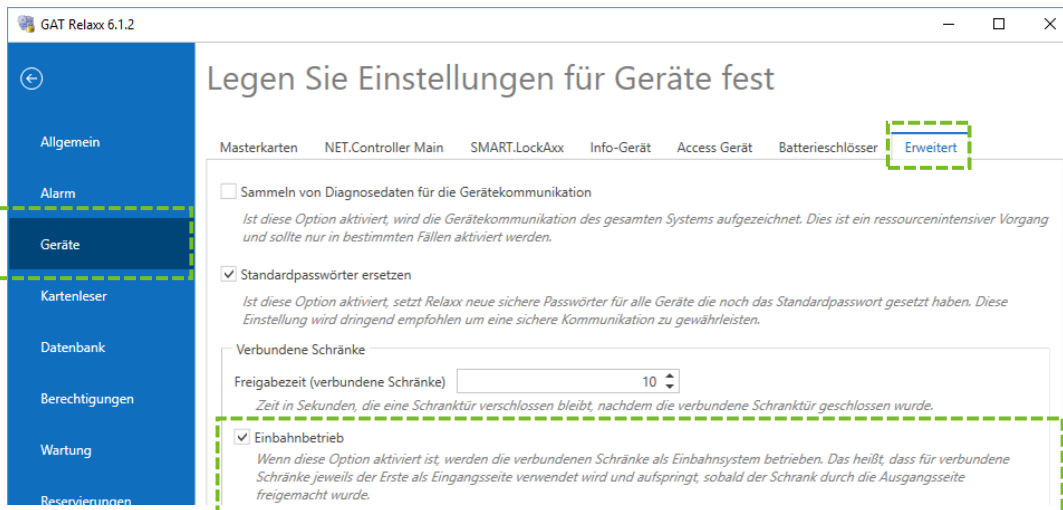 GAT Relaxx 6.1.2
Legen Sie Einstellungen für Geräte fest
Allgemein
Alarm
Geräte
Kartenleser
Datenbank
Berechtigungen
Wartung
Reservierungen
Masterkarten NET.Controller Main SMART.LockAxx Info-Gerät Access Gerät Batterieschlösser Erweitert
Sammeln von Diagnosedaten für die Gerätekommunikation
Ist diese Option aktiviert, wird die Gerätekommunikation des gesamten Systems aufgezeichnet. Dies ist ein ressourcenintensiver Vorgang
und sollte nur in bestimmten Fällen aktiviert werden.
Standardpasswörter ersetzen
Ist diese Option aktiviert, setzt Relaxx neue sichere Passwörter für alle Geräte die noch das Standardpasswort gesetzt haben. Diese
Einstellung wird dringend empfohlen um eine sichere Kommunikation zu gewährleisten.
Verbundene Schränke
Freigabezeit (verbundene Schränke) 10
Zeit in Sekunden, die eine Schranktür verschlossen bleibt, nachdem die verbundene Schranktür geschlossen wurde.
Einbahnbetrieb
Wenn diese Option aktiviert ist, werden die verbundenen Schränke als Einbahnsystem betrieben. Das heißt, dass für verbundene
Schränke jeweils der Erste als Eingangsseite verwendet wird und aufspringt, sobald der Schrank durch die Ausgangsseite
freigemacht wurde.